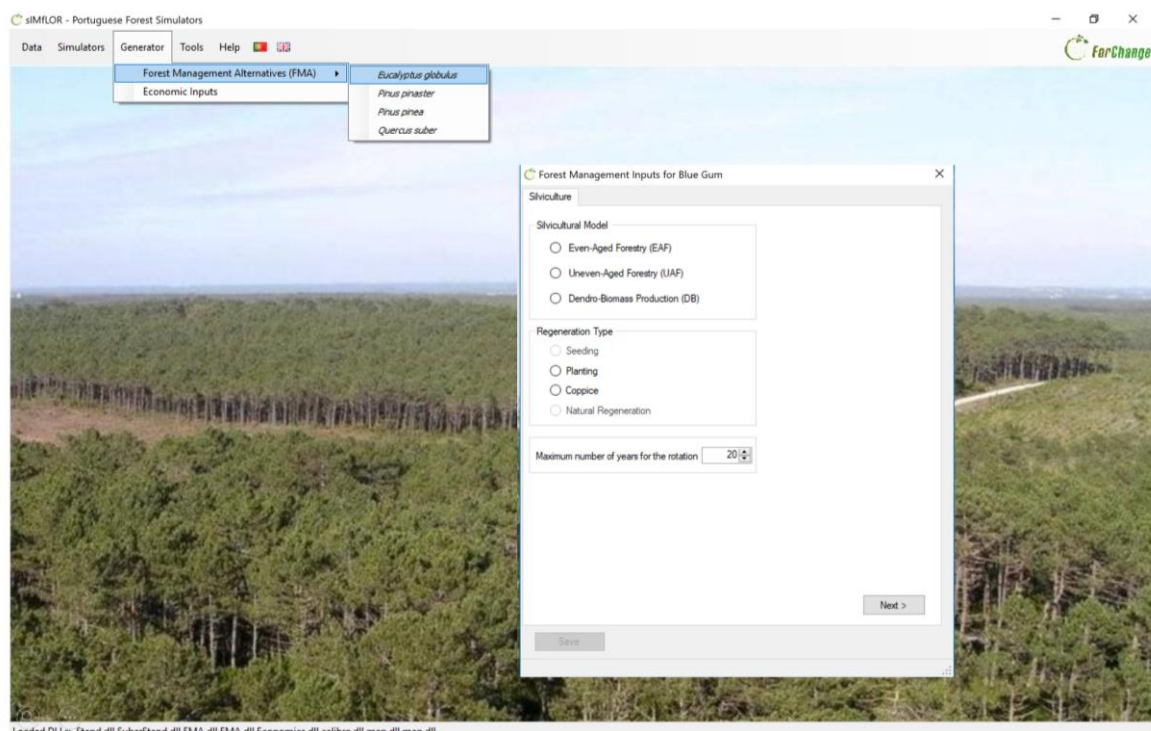 sIMfLOR - Portuguese Forest Simulators
Data Simulators Generator Tools Help
ForChange
Forest Management Alternatives (FMA)
Economic Inputs
Eucalyptus globulus
Pinus pinaster
Pinus pinea
Quercus suber
Forest Management Inputs for Blue Gum
Silviculture
Silvicultural Model
Even-Aged Forestry (EAF)
Uneven-Aged Forestry (UAF)
Dendro-Biomass Production (DB)
Regeneration Type
Seeding
Planting
Coppice
Natural Regeneration
Maximum number of years for the rotation 20
Next >
Save